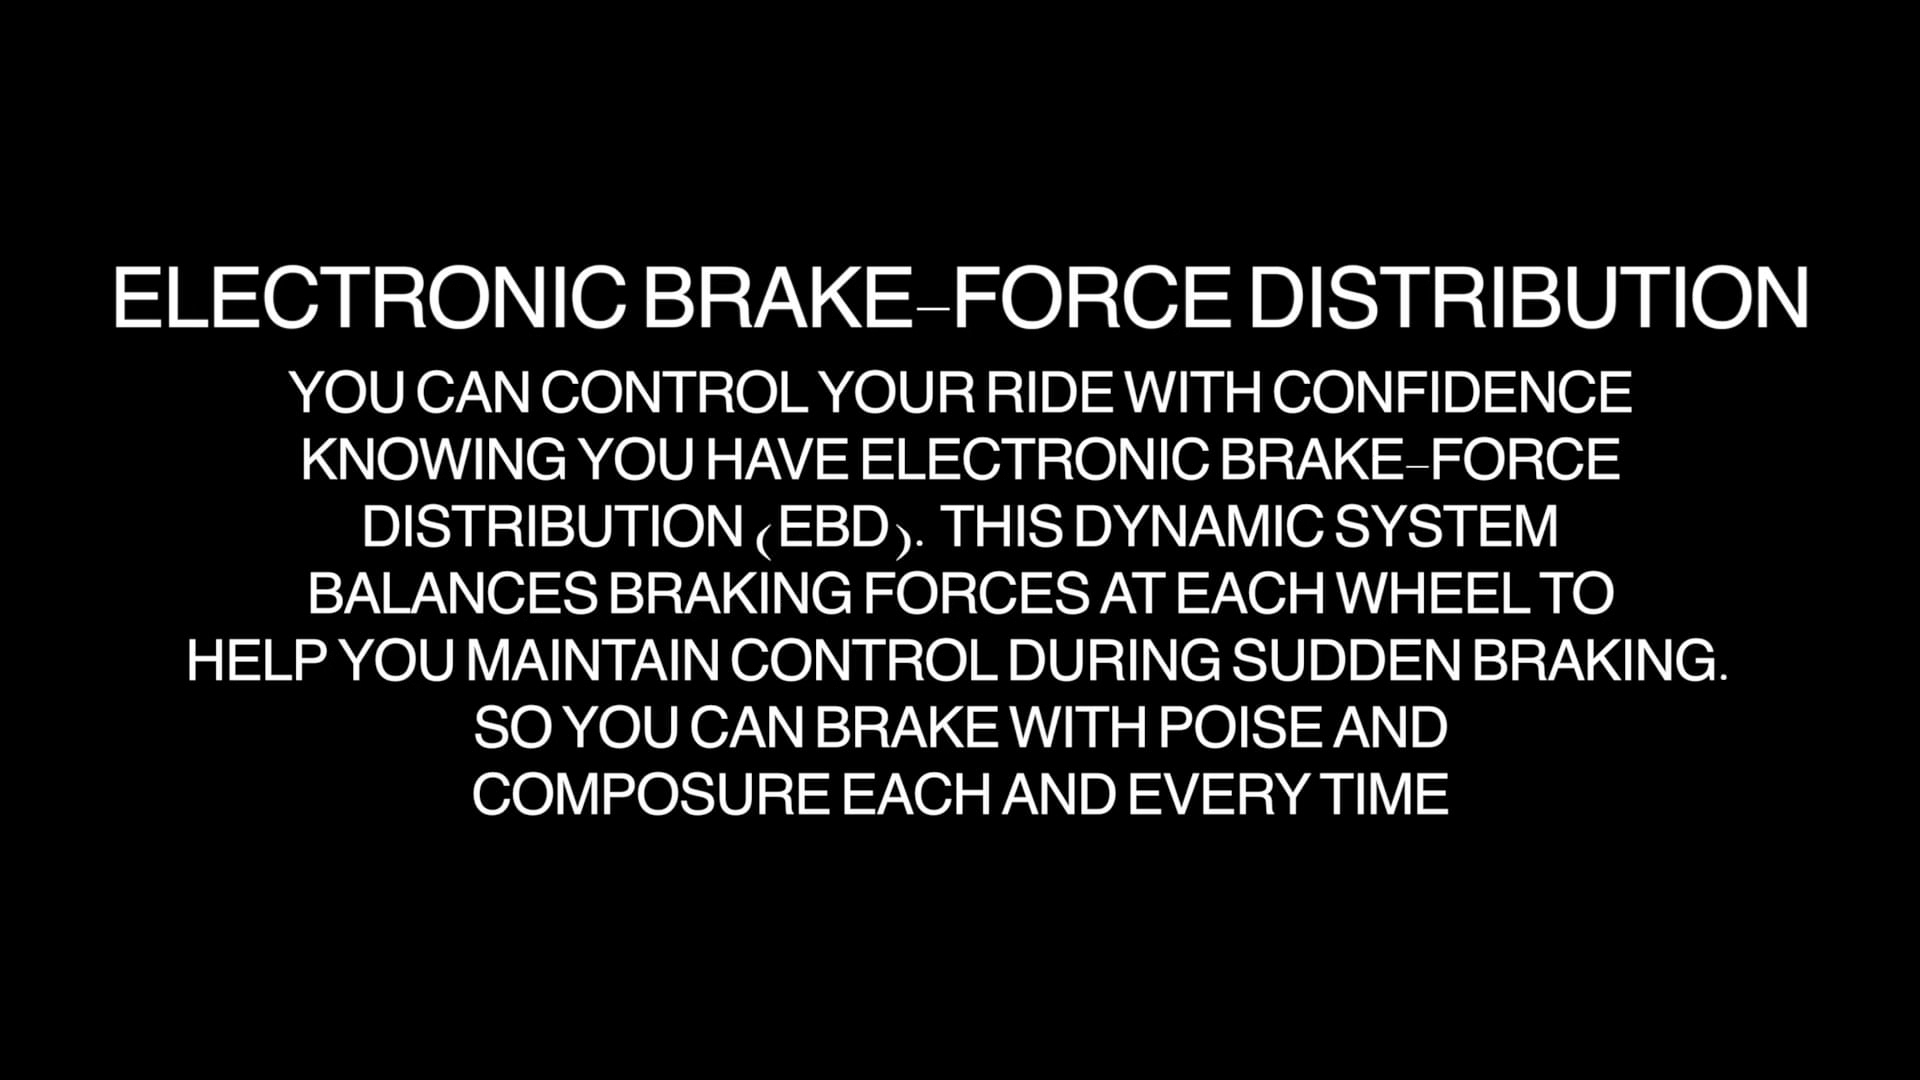 ELECTRONIC BRAKE-FORCE DISTRIBUTION
YOU CAN CONTROL YOUR RIDE WITH CONFIDENCE
KNOWING YOU HAVE ELECTRONIC BRAKE-FORCE
DISTRIBUTION (EBD). THIS DYNAMIC SYSTEM
BALANCES BRAKING FORCES AT EACH WHEEL TO
HELP YOU MAINTAIN CONTROL DURING SUDDEN BRAKING.
SO YOU CAN BRAKE WITH POISE AND
COMPOSURE EACH AND EVERY TIME